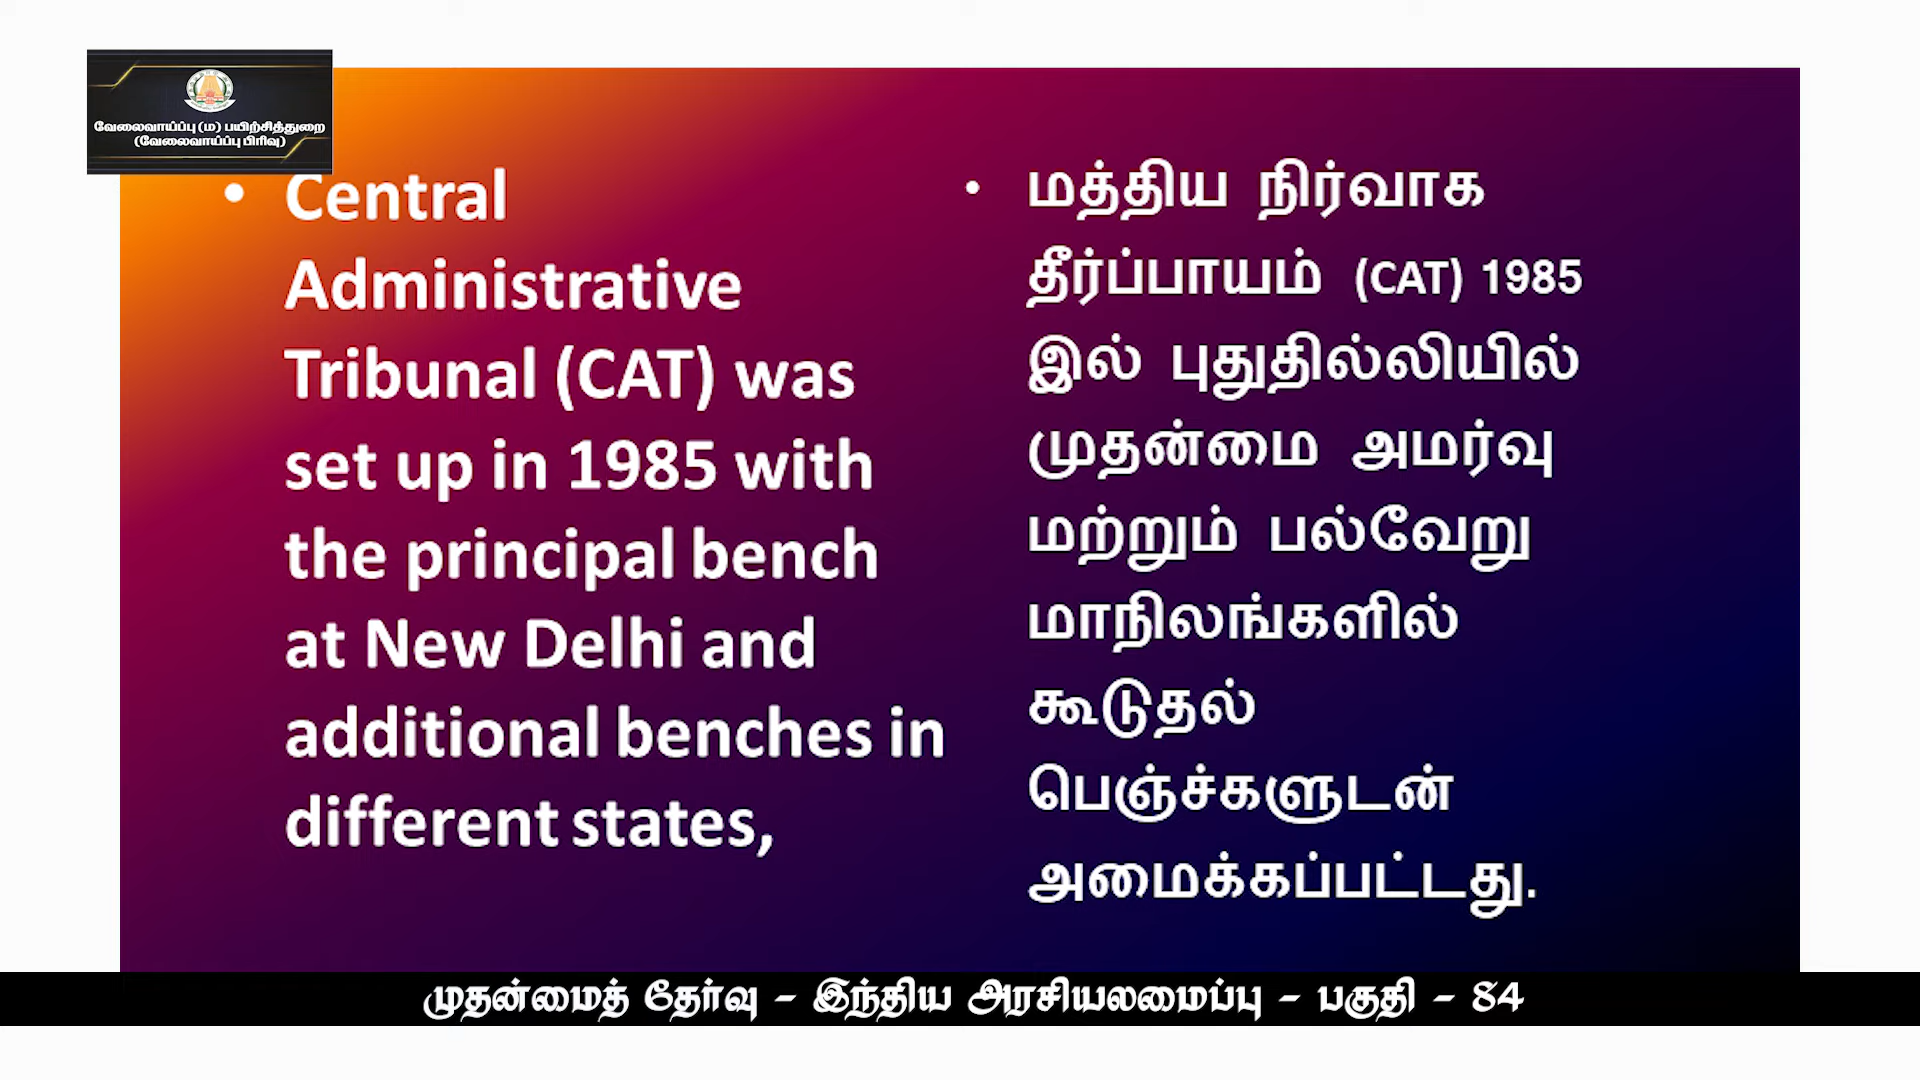 வேலைவாய்ப்பு (ம) பயிற்சித்துறை
(வேலைவாய்ப்பு பிரிவு)
• Central
Administrative
Tribunal (CAT) was
set up in 1985 with
the principal bench
at New Delhi and
additional benches in
different states,
• மத்திய நிர்வாக
தீர்ப்பாயம் (CAT) 1985
இல் புதுதில்லியில்
முதன்மை அமர்வு
மற்றும் பல்வேறு
மாநிலங்களில்
கூடுதல்
பெஞ்ச்களுடன்
அமைக்கப்பட்டது.
முதன்மைத் தேர்வு - இந்திய அரசியலமைப்பு - பகுதி - 84